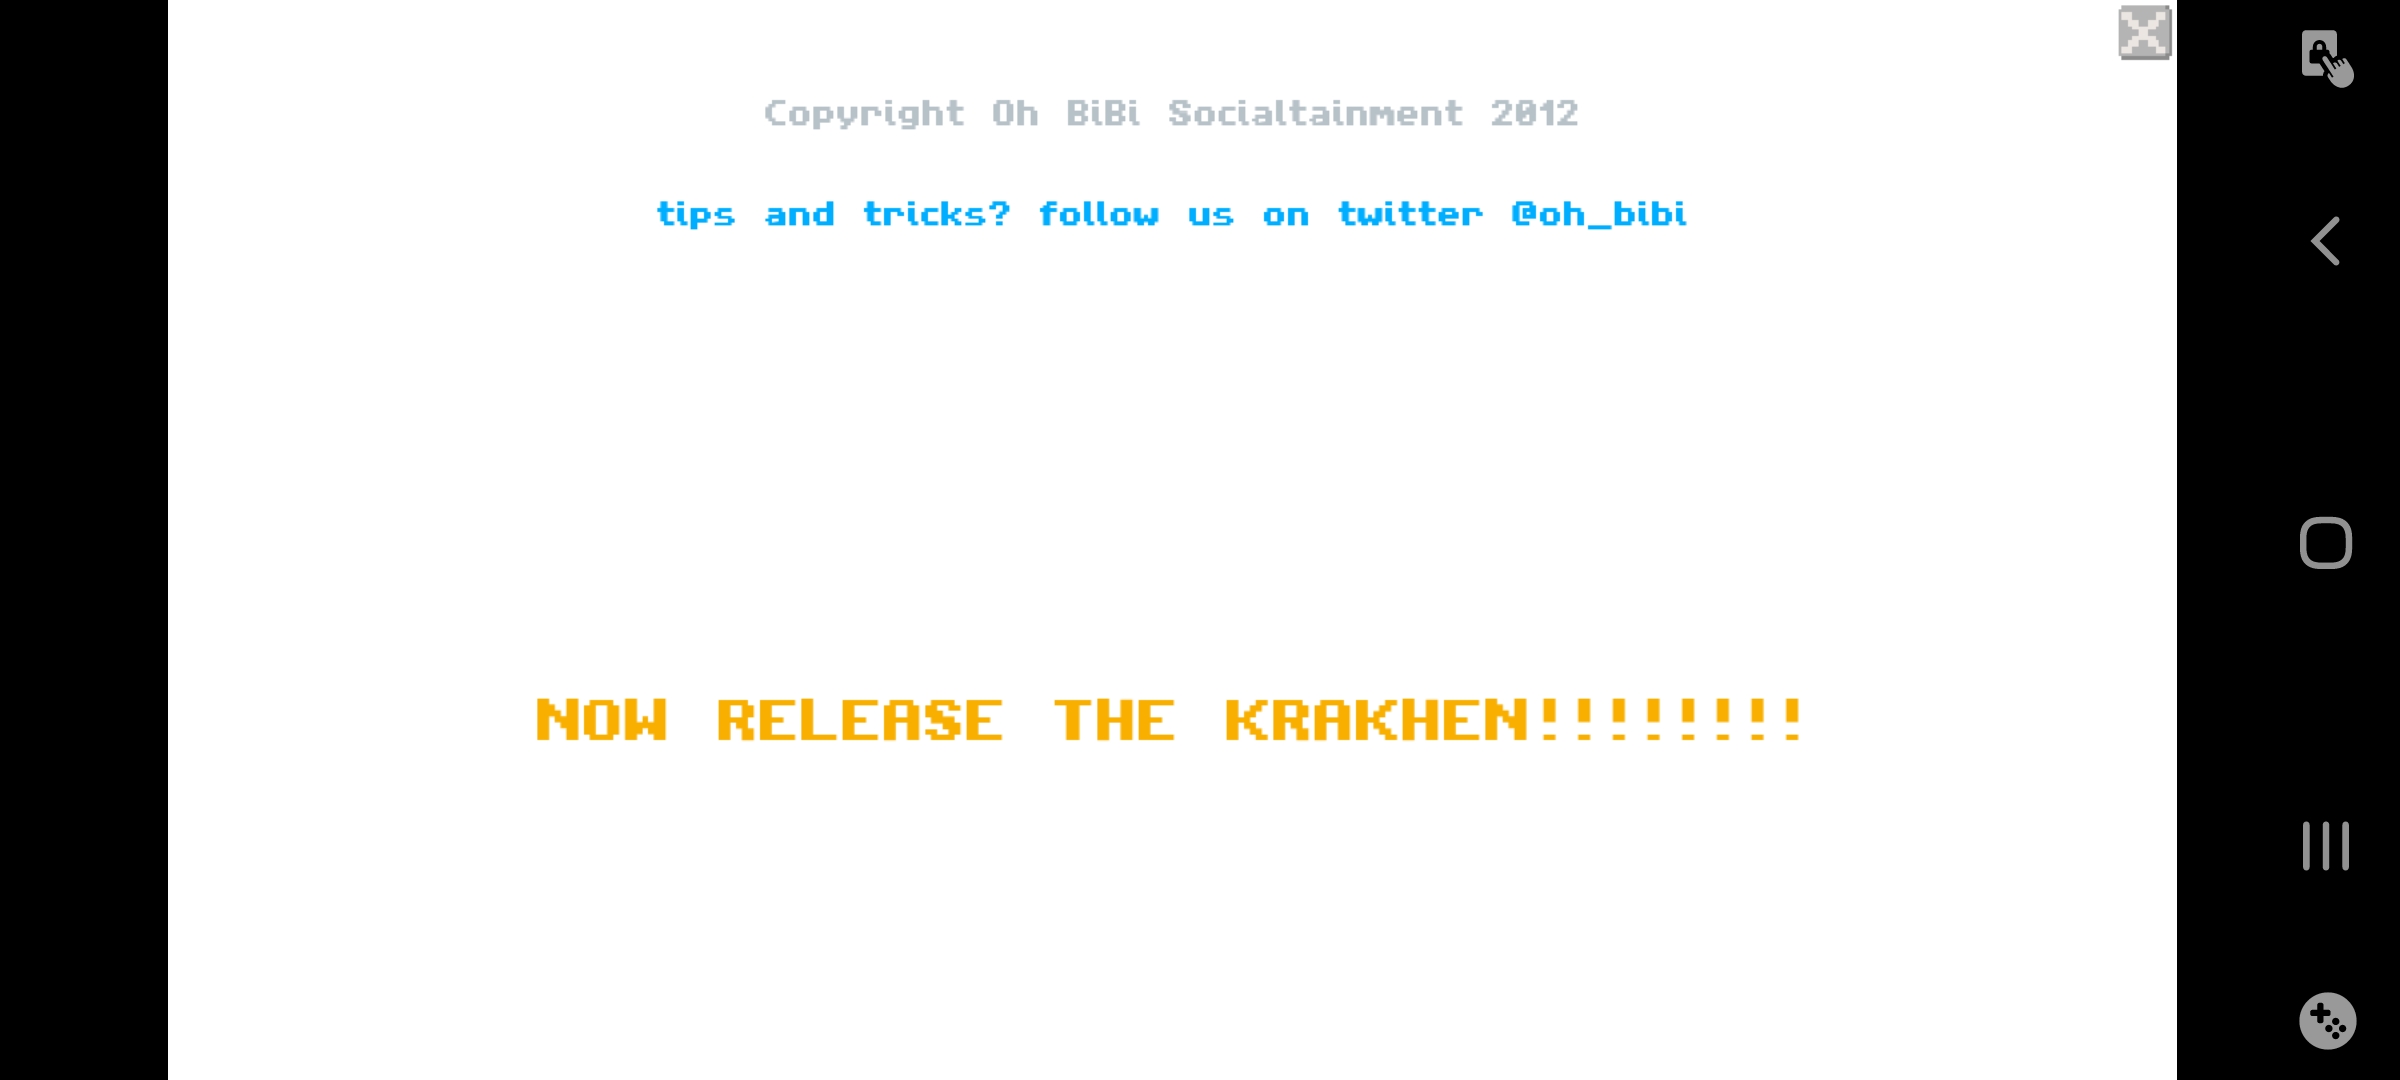 Copyright Oh BiBi Socialtainment 2012
tips and tricks? follow us on twitter @oh_bibi
NOW RELEASE THE KRAKHEN!!!!!!!!